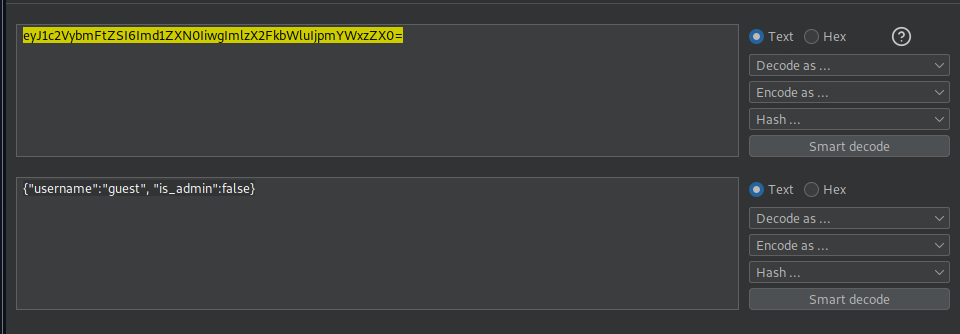 eyJ1c2VybmFtZSI6Imd1ZXN0IiwgImlzX2FkbWluIjpmYWxzZX0=
Text
Hex
?
Decode as ...
Encode as ...
Hash ...
Smart decode
{"username":"guest", "is_admin":false}
Text
Hex
Decode as ...
Encode as ...
Hash ...
Smart decode